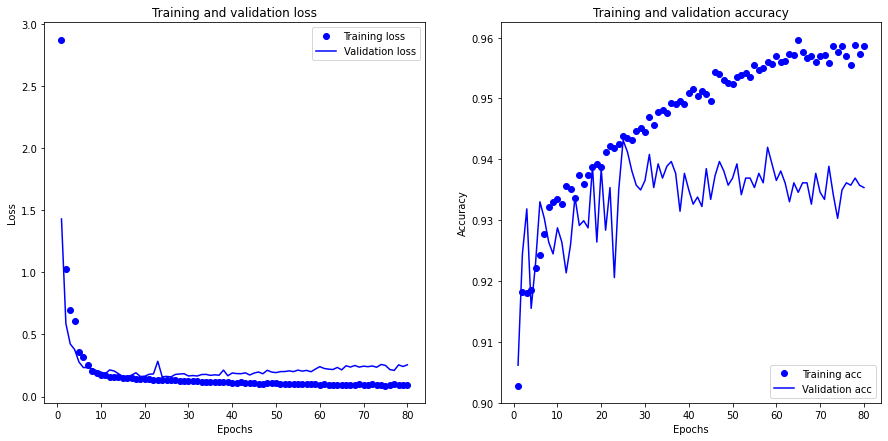 Training and validation loss
3.0
2.5
2.0
1.5
1.0
0.5
0.0
Loss
Training loss
Validation loss
0 10 20 30 40 50 60 70 80
Epochs
Training and validation accuracy
0.96
0.95
0.94
0.93
0.92
0.91
0.90
Accuracy
Training acc
Validation acc
0 10 20 30 40 50 60 70 80
Epochs